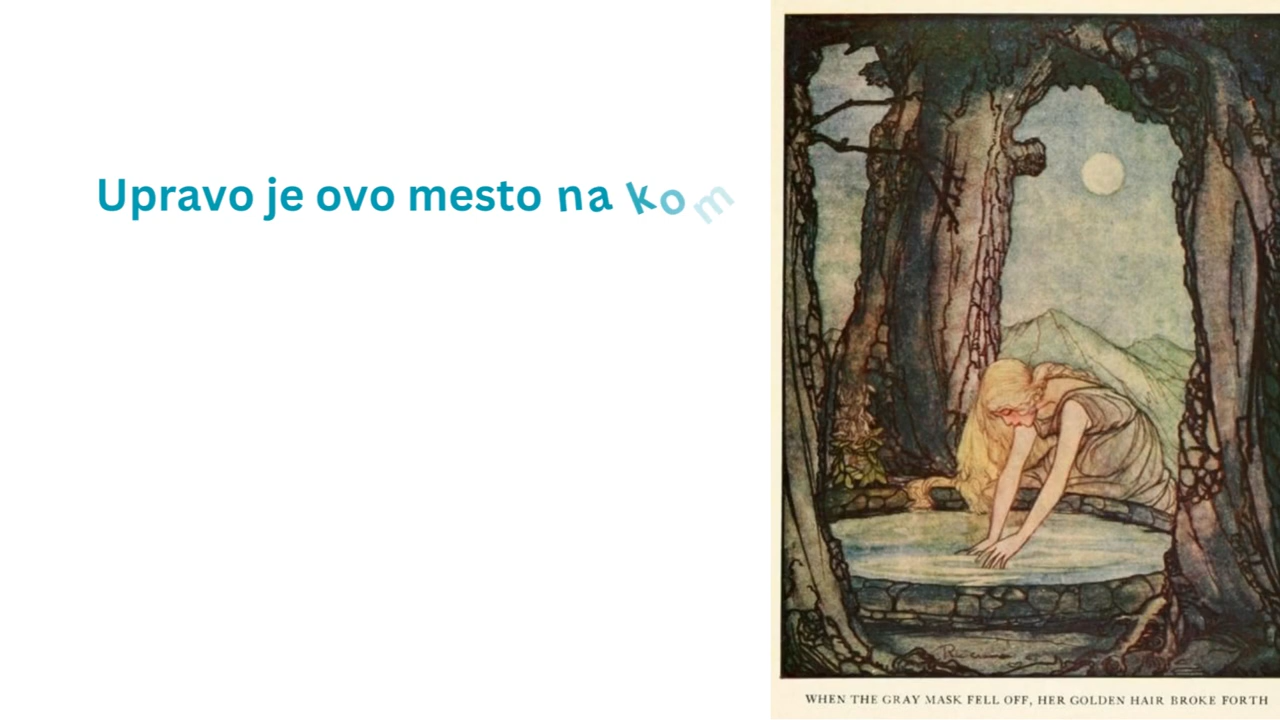 Upravo je ovo mesto na kom
WHEN THE GRAY MASK FELL OFF, HER GOLDEN HAIR BROKE FORTH